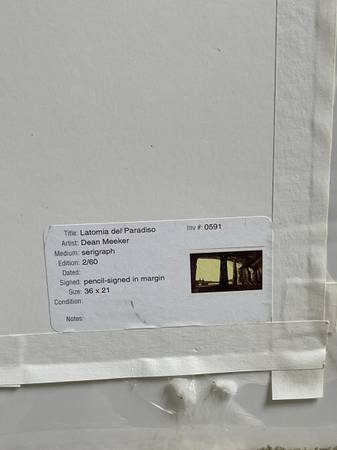 Title: Latomia del Paradiso Inv #: 0591
Artist: Dean Meeker
Medium: serigraph
Edition: 2/60
Dated:
Signed: pencil-signed in margin
Size: 36 x 21
Condition:
Notes: